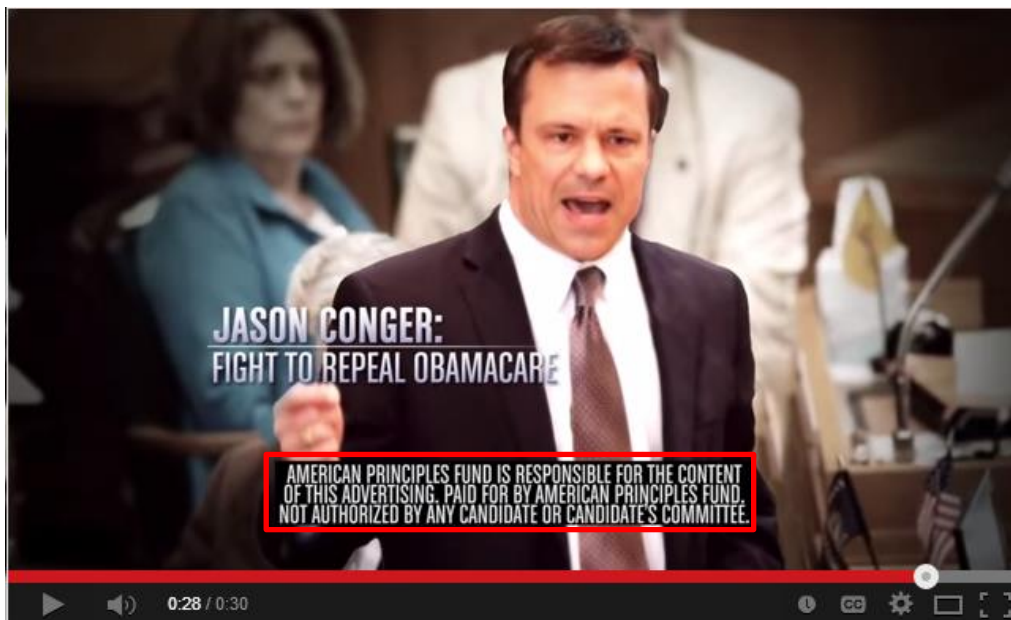 JASON CONGER:
FIGHT TO REPEAL OBAMACARE
AMERICAN PRINCIPLES FUND IS RESPONSIBLE FOR THE CONTENT
OF THIS ADVERTISING. PAID FOR BY AMERICAN PRINCIPLES FUND.
NOT AUTHORIZED BY ANY CANDIDATE OR CANDIDATE'S COMMITTEE.
0:28 / 0:30
CC